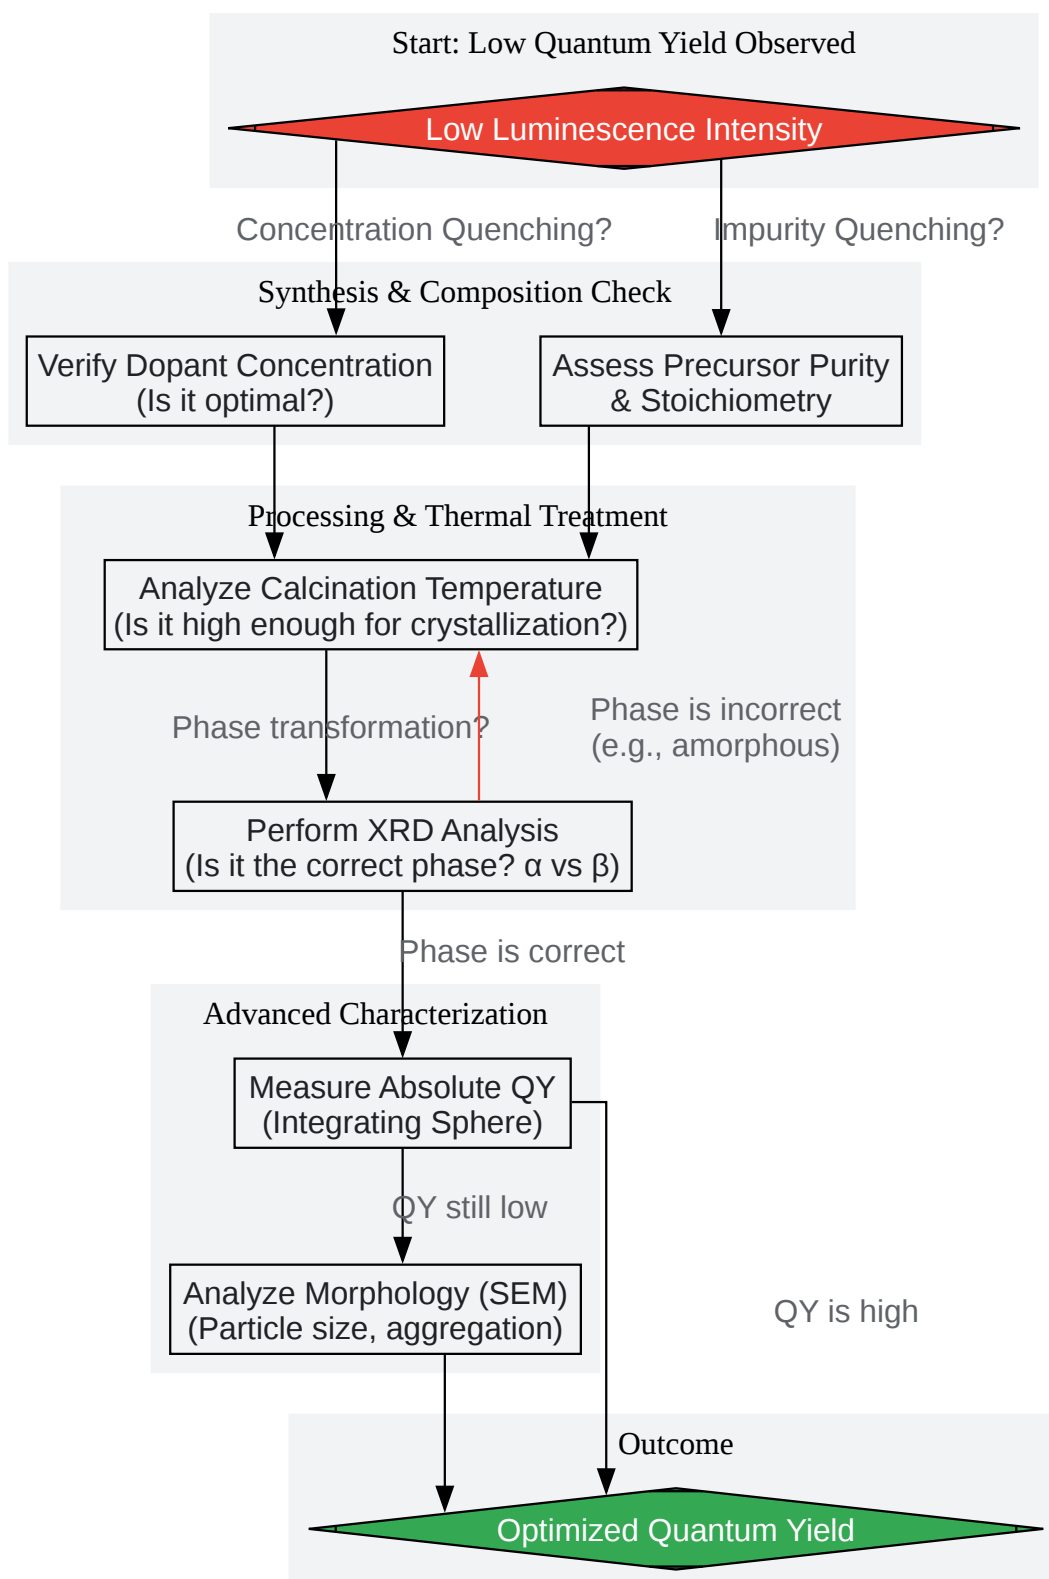 Start: Low Quantum Yield Observed
Low Luminescence Intensity
Concentration Quenching?
Impurity Quenching?
Synthesis & Composition Check
Verify Dopant Concentration
(Is it optimal?)
Assess Precursor Purity
& Stoichiometry
Processing & Thermal Treatment
Analyze Calcination Temperature
(Is it high enough for crystallization?)
Phase transformation?
Phase is incorrect
(e.g., amorphous)
Perform XRD Analysis
(Is it the correct phase? α vs β)
Phase is correct
Advanced Characterization
Measure Absolute QY
(Integrating Sphere)
QY still low
Analyze Morphology (SEM)
(Particle size, aggregation)
QY is high
Outcome
Optimized Quantum Yield